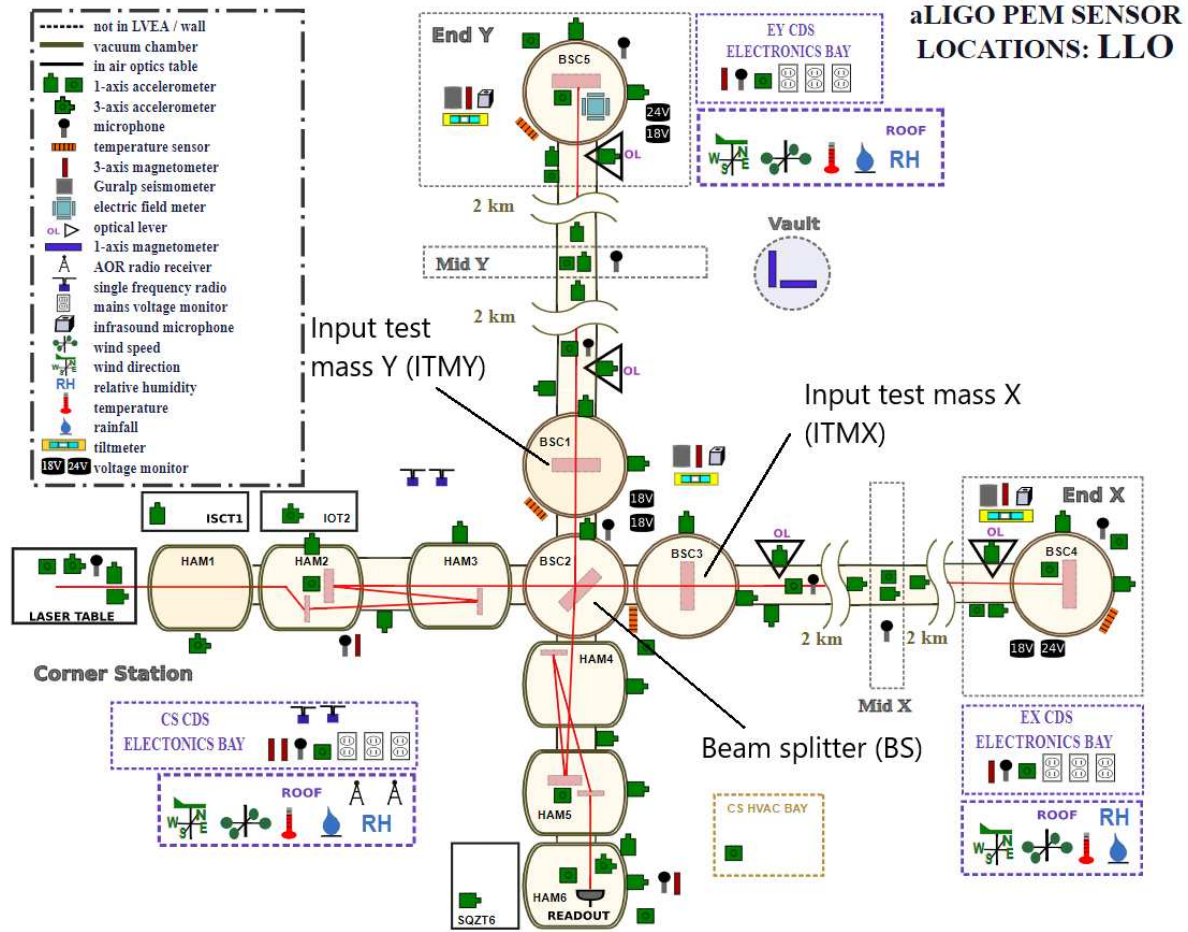 aLIGO PEM SENSOR
LOCATIONS: LLO
not in LVEA / wall
vacuum chamber
in air optics table
1-axis accelerometer
3-axis accelerometer
microphone
temperature sensor
3-axis magnetometer
Guralp seismometer
electric field meter
OL optical lever
1-axis magnetometer
AOR radio receiver
single frequency radio
mains voltage monitor
infrasound microphone
wind speed
W S N E wind direction
RH relative humidity
temperature
rainfall
tiltmeter
18V 24V voltage monitor
End Y
BSC5
24V
18V
OL
EY CDS
ELECTRONICS BAY
ROOF
W S N E
RH
2 km
Mid Y
2 km
Vault
Input test
mass Y (ITMY)
OL
BSC1
Input test mass X
(ITMX)
18V
18V
ISCT1
IOT2
HAM1
HAM2
HAM3
BSC2
BSC3
OL
LASER TABLE
2 km
2 km
Mid X
End X
OL
BSC4
18V 24V
Corner Station
HAM4
Beam splitter (BS)
CS CDS
ELECTONICS BAY
ROOF
W S N E
RH
HAM5
HAM6
READOUT
SQZT6
CS HVAC BAY
EX CDS
ELECTRONICS BAY
ROOF
RH
W S N E